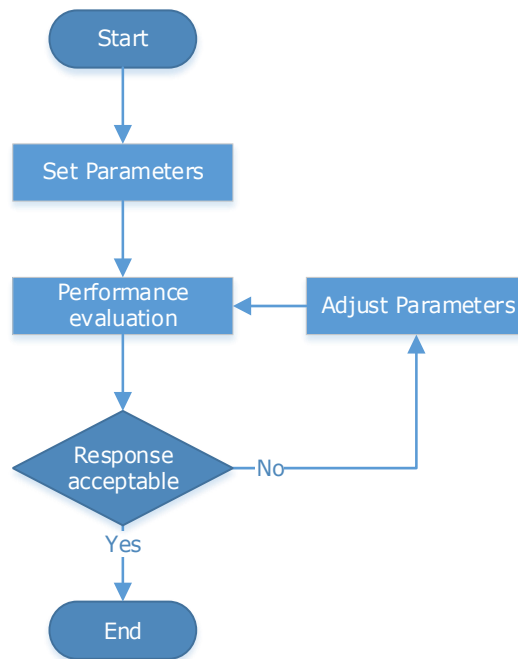 Start
Set Parameters
Performance
evaluation
Adjust Parameters
Response
acceptable
No
Yes
End